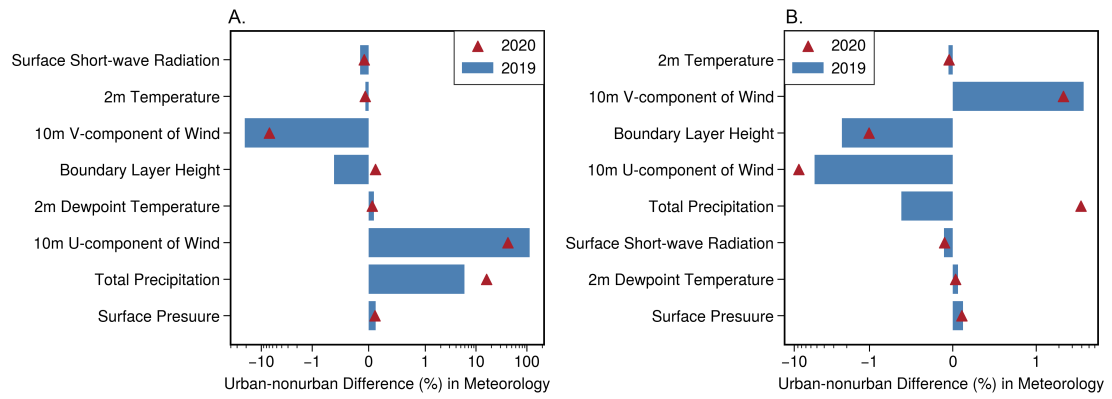 A.
2020
2019
Surface Short-wave Radiation
2m Temperature
10m V-component of Wind
Boundary Layer Height
2m Dewpoint Temperature
10m U-component of Wind
Total Precipitation
Surface Presuure
−10 −1 0 1 10 100
Urban-nonurban Difference (%) in Meteorology
B.
2020
2019
2m Temperature
10m V-component of Wind
Boundary Layer Height
10m U-component of Wind
Total Precipitation
Surface Short-wave Radiation
2m Dewpoint Temperature
Surface Presuure
−10 −1 0 1
Urban-nonurban Difference (%) in Meteorology